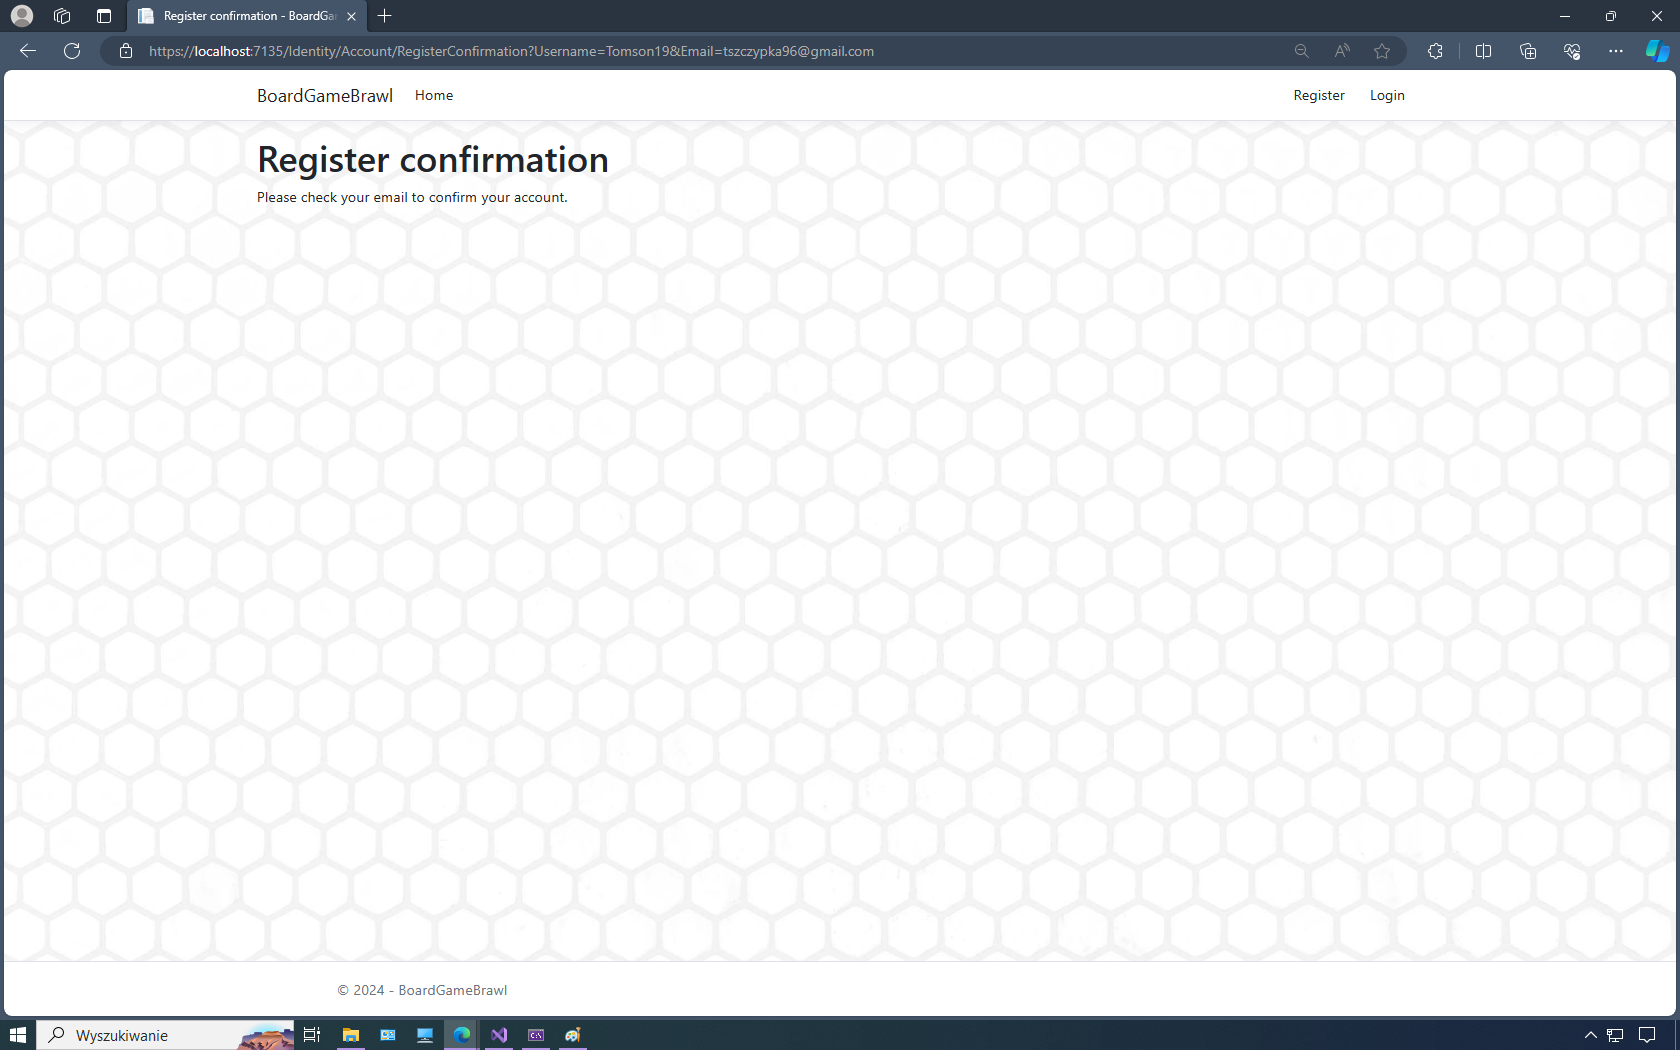 Register confirmation - BoardGa
https://localhost:7135/Identity/Account/RegisterConfirmation?Username=Tomson19&Email=tszczypka96@gmail.com
BoardGameBrawl Home Register Login
Register confirmation
Please check your email to confirm your account.
© 2024 - BoardGameBrawl
Wyszukiwanie